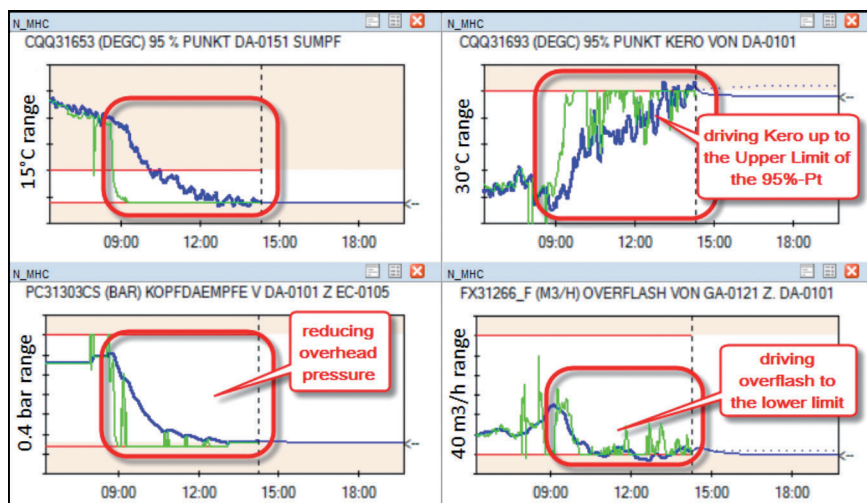 N_MHC
CQQ31653 (DEGC) 95 % PUNKT DA-0151 SUMPF
15°C range
09:00 12:00 15:00 18:00
N_MHC
CQQ31693 (DEGC) 95% PUNKT KERO VON DA-0101
30°C range
driving Kero up to
the Upper Limit of
the 95%-Pt
09:00 12:00 15:00 18:00
N_MHC
PC31303CS (BAR) KOPFDAEMPFE V DA-0101 Z EC-0105
0.4 bar range
reducing
overhead
pressure
09:00 12:00 15:00 18:00
N_MHC
FX31266_F (M3/H) OVERFLASH VON GA-0121 Z. DA-0101
40 m3/h range
driving
overflash to
the lower limit
09:00 12:00 15:00 18:00